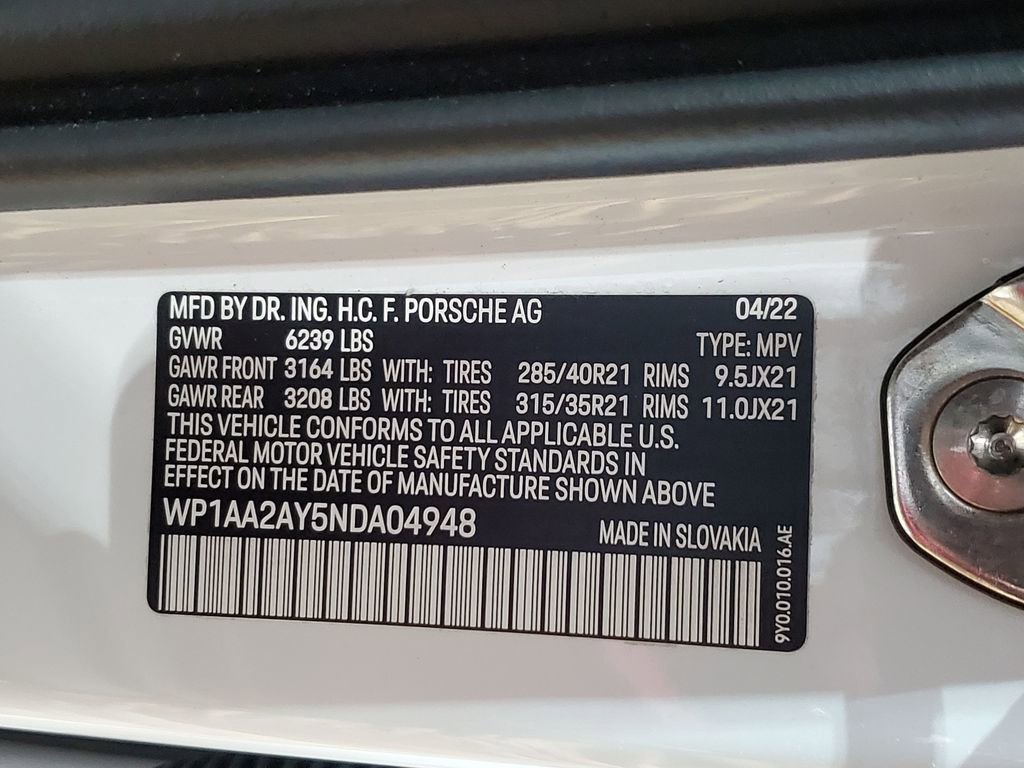 MFD BY DR. ING. H.C. F. PORSCHE AG 04/22
GVWR 6239 LBS TYPE: MPV
GAWR FRONT 3164 LBS WITH: TIRES 285/40R21 RIMS 9.5JX21
GAWR REAR 3208 LBS WITH: TIRES 315/35R21 RIMS 11.0JX21
THIS VEHICLE CONFORMS TO ALL APPLICABLE U.S.
FEDERAL MOTOR VEHICLE SAFETY STANDARDS IN
EFFECT ON THE DATE OF MANUFACTURE SHOWN ABOVE
WP1AA2AY5NDA04948 MADE IN SLOVAKIA
9Y0.010.016.AE